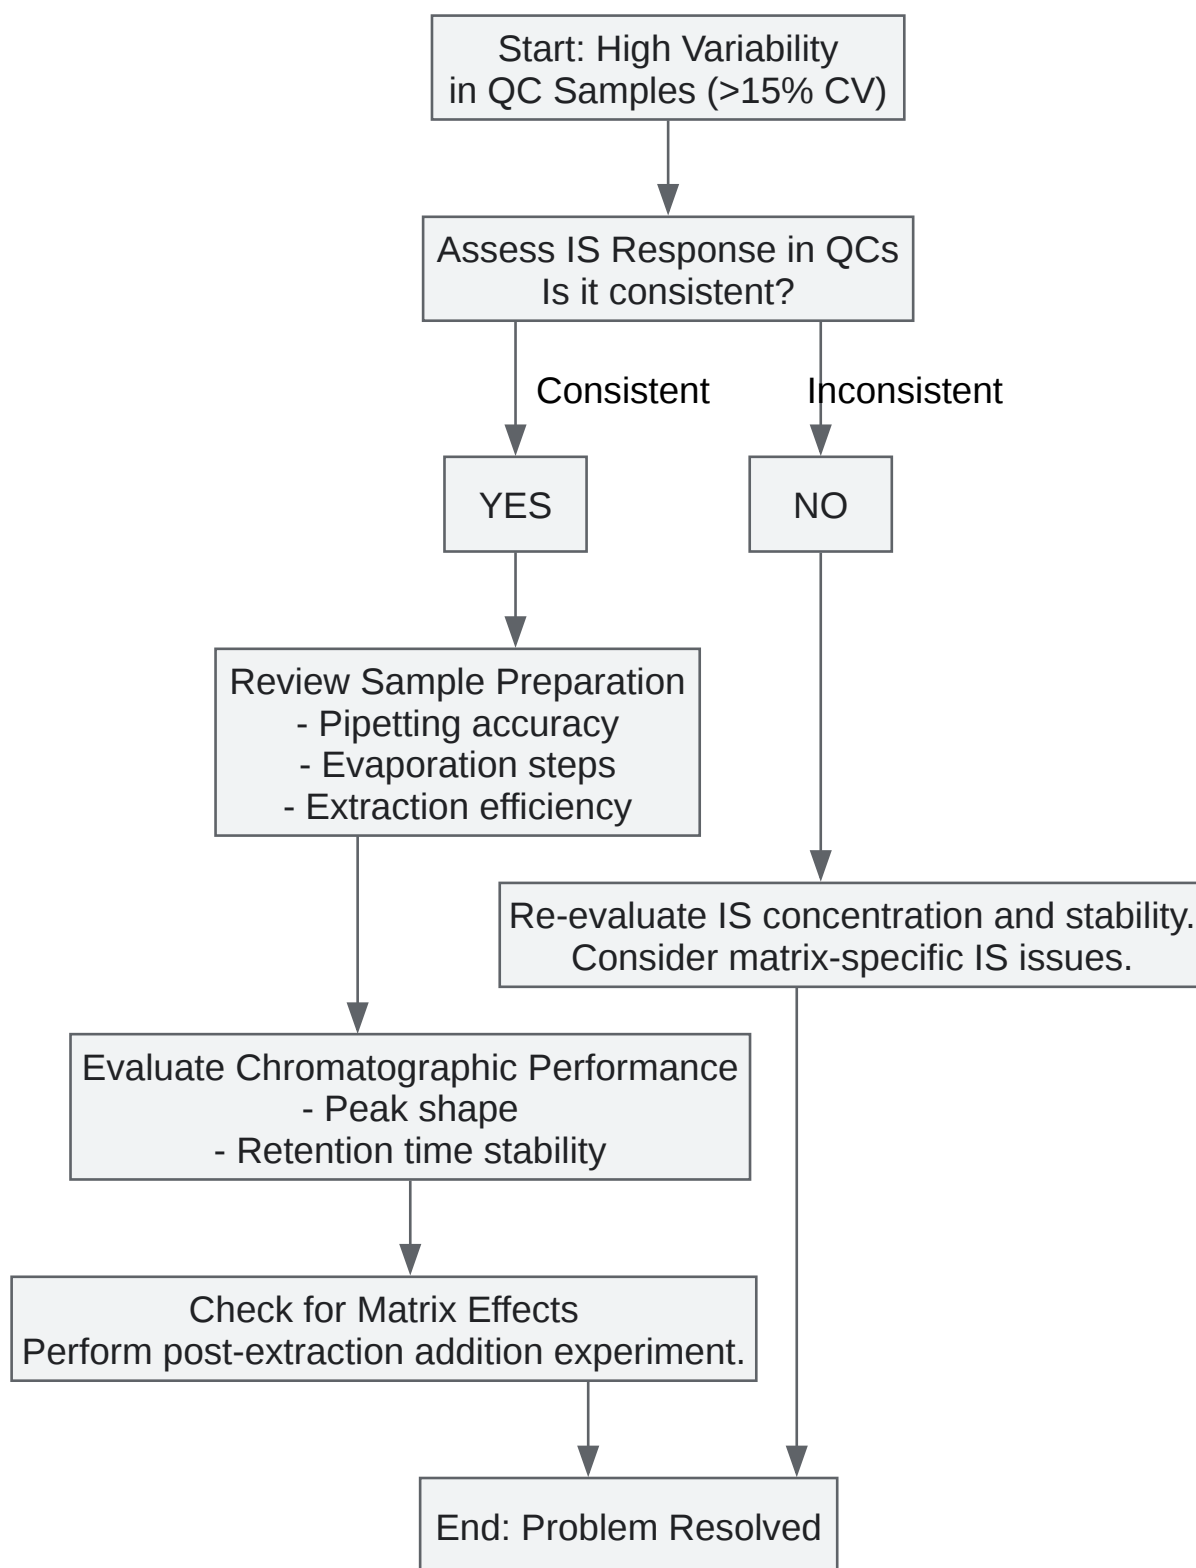 Start: High Variability
in QC Samples (>15% CV)
Assess IS Response in QCs
Is it consistent?
Consistent
Inconsistent
YES
NO
Review Sample Preparation
- Pipetting accuracy
- Evaporation steps
- Extraction efficiency
Re-evaluate IS concentration and stability.
Consider matrix-specific IS issues.
Evaluate Chromatographic Performance
- Peak shape
- Retention time stability
Check for Matrix Effects
Perform post-extraction addition experiment.
End: Problem Resolved